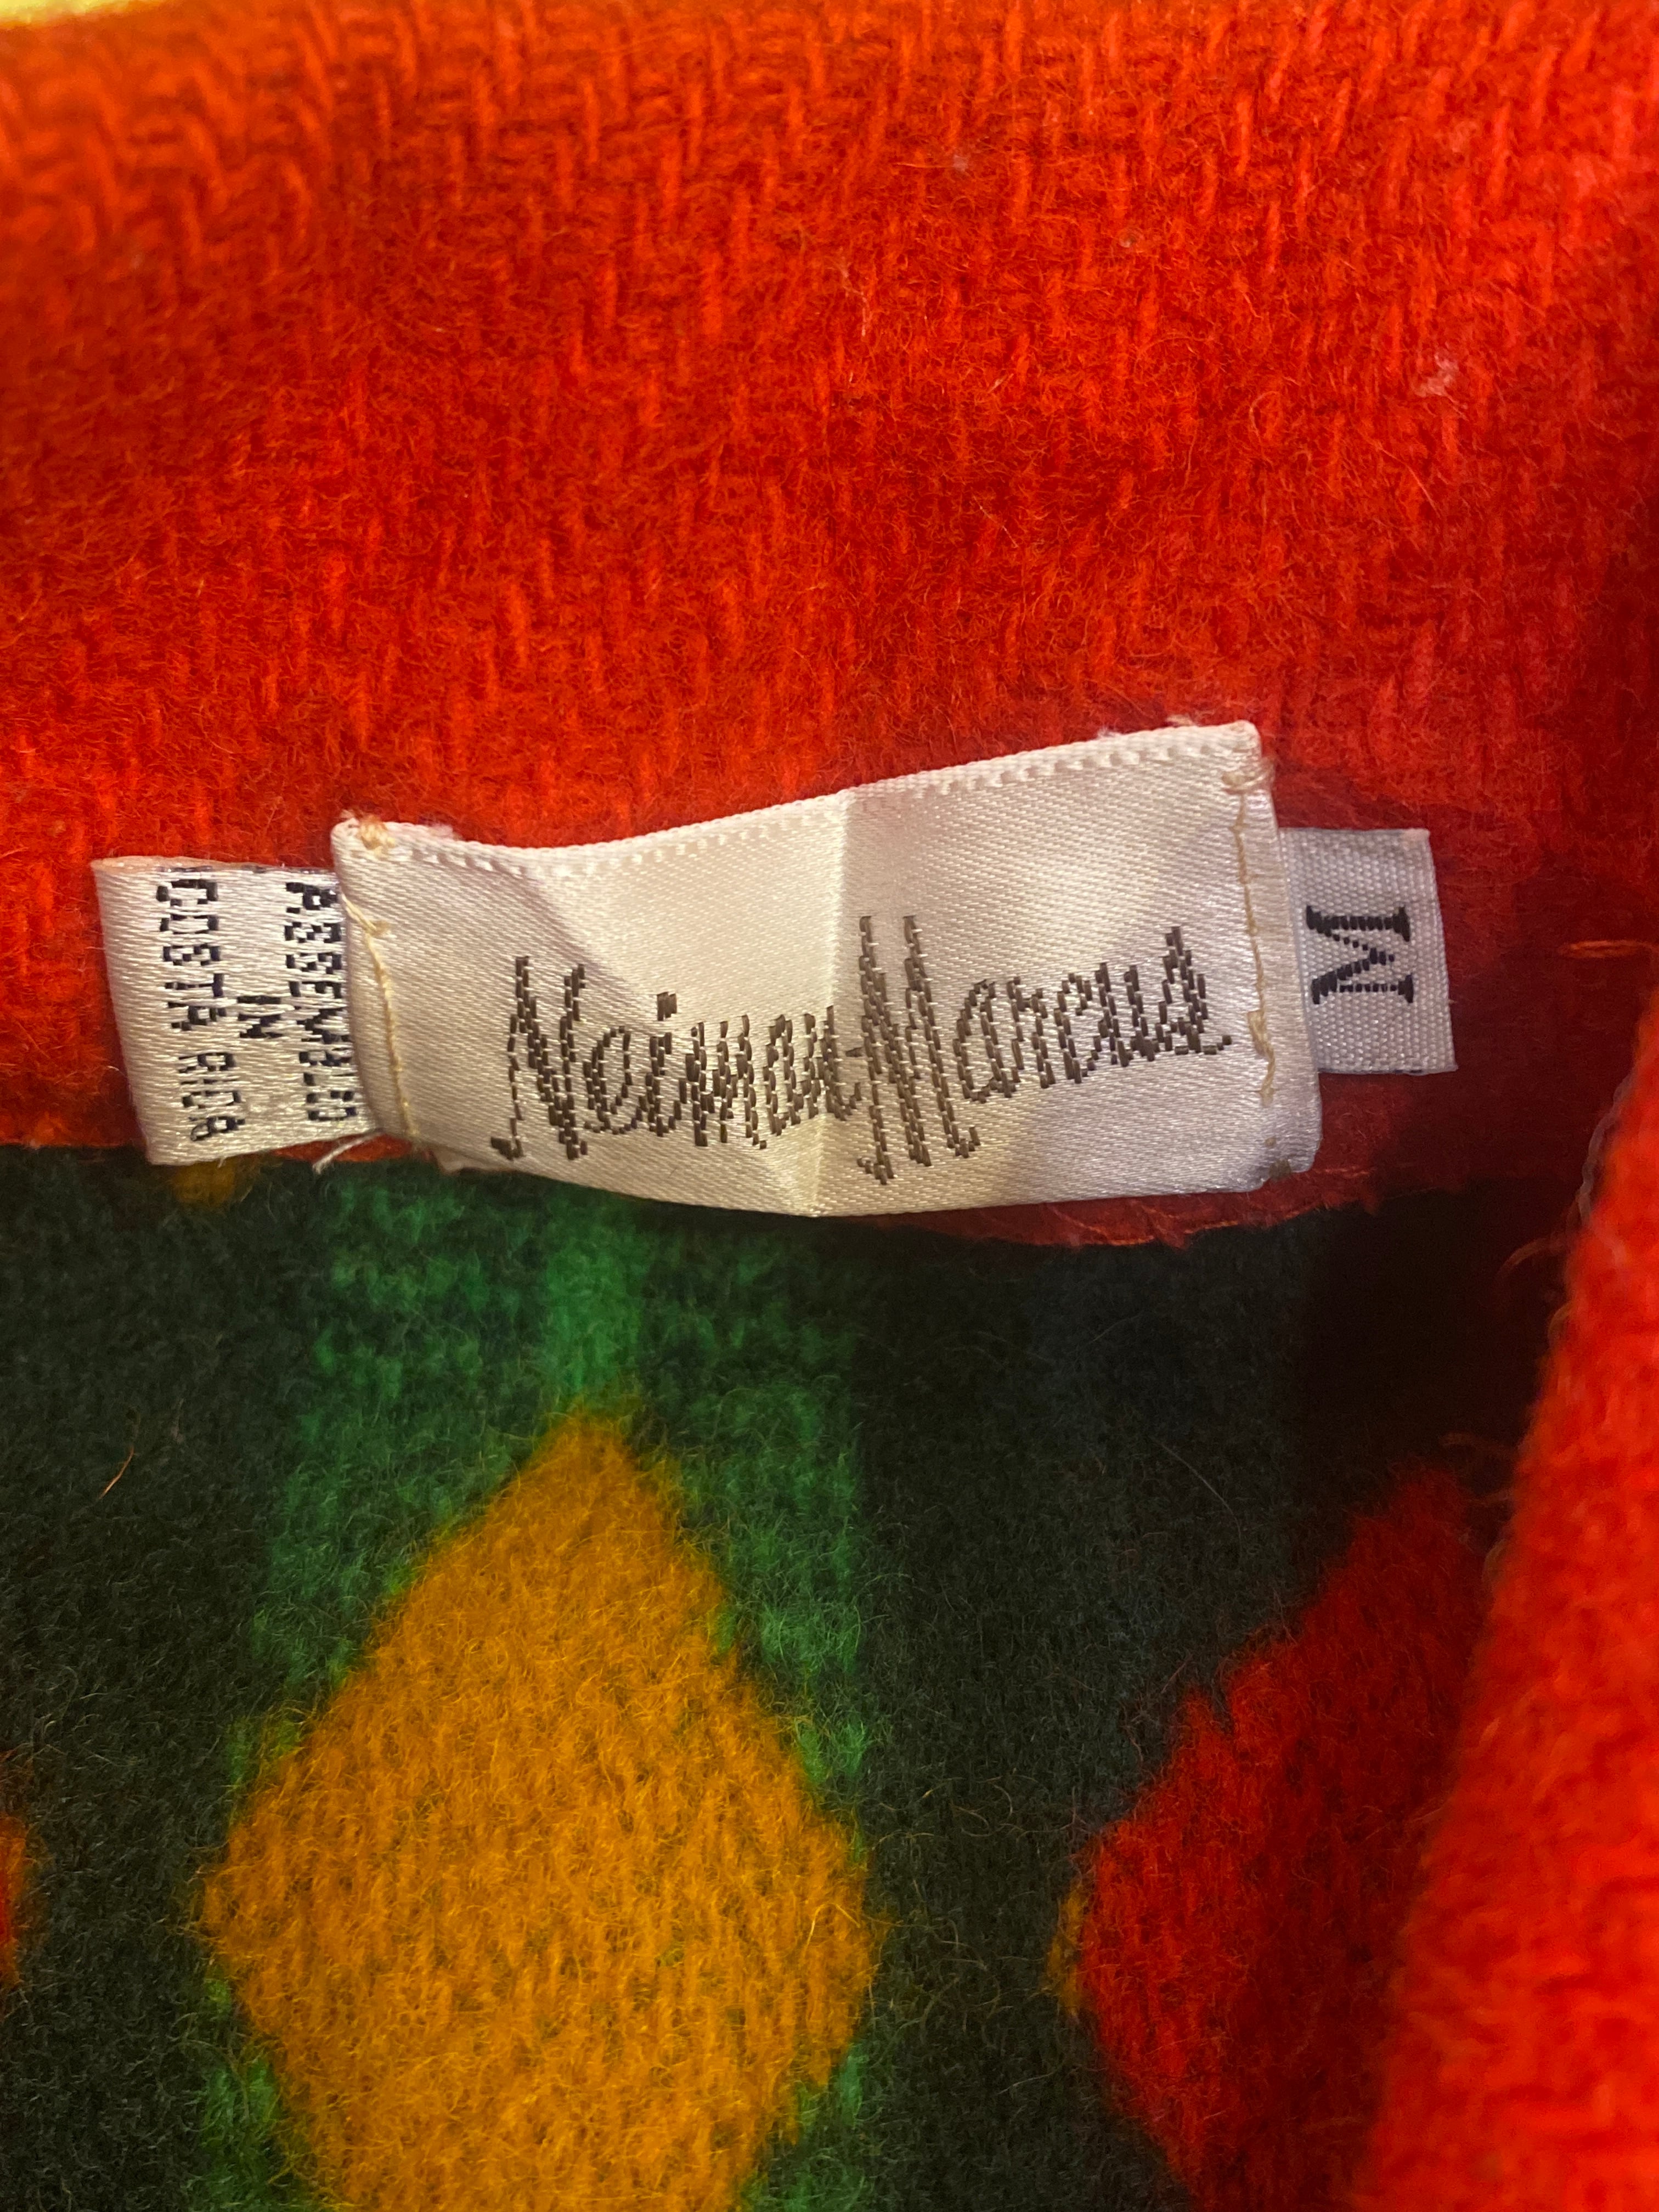 ASSEMBLED
IN
COSTA RICA
Neiman-Marcus
M